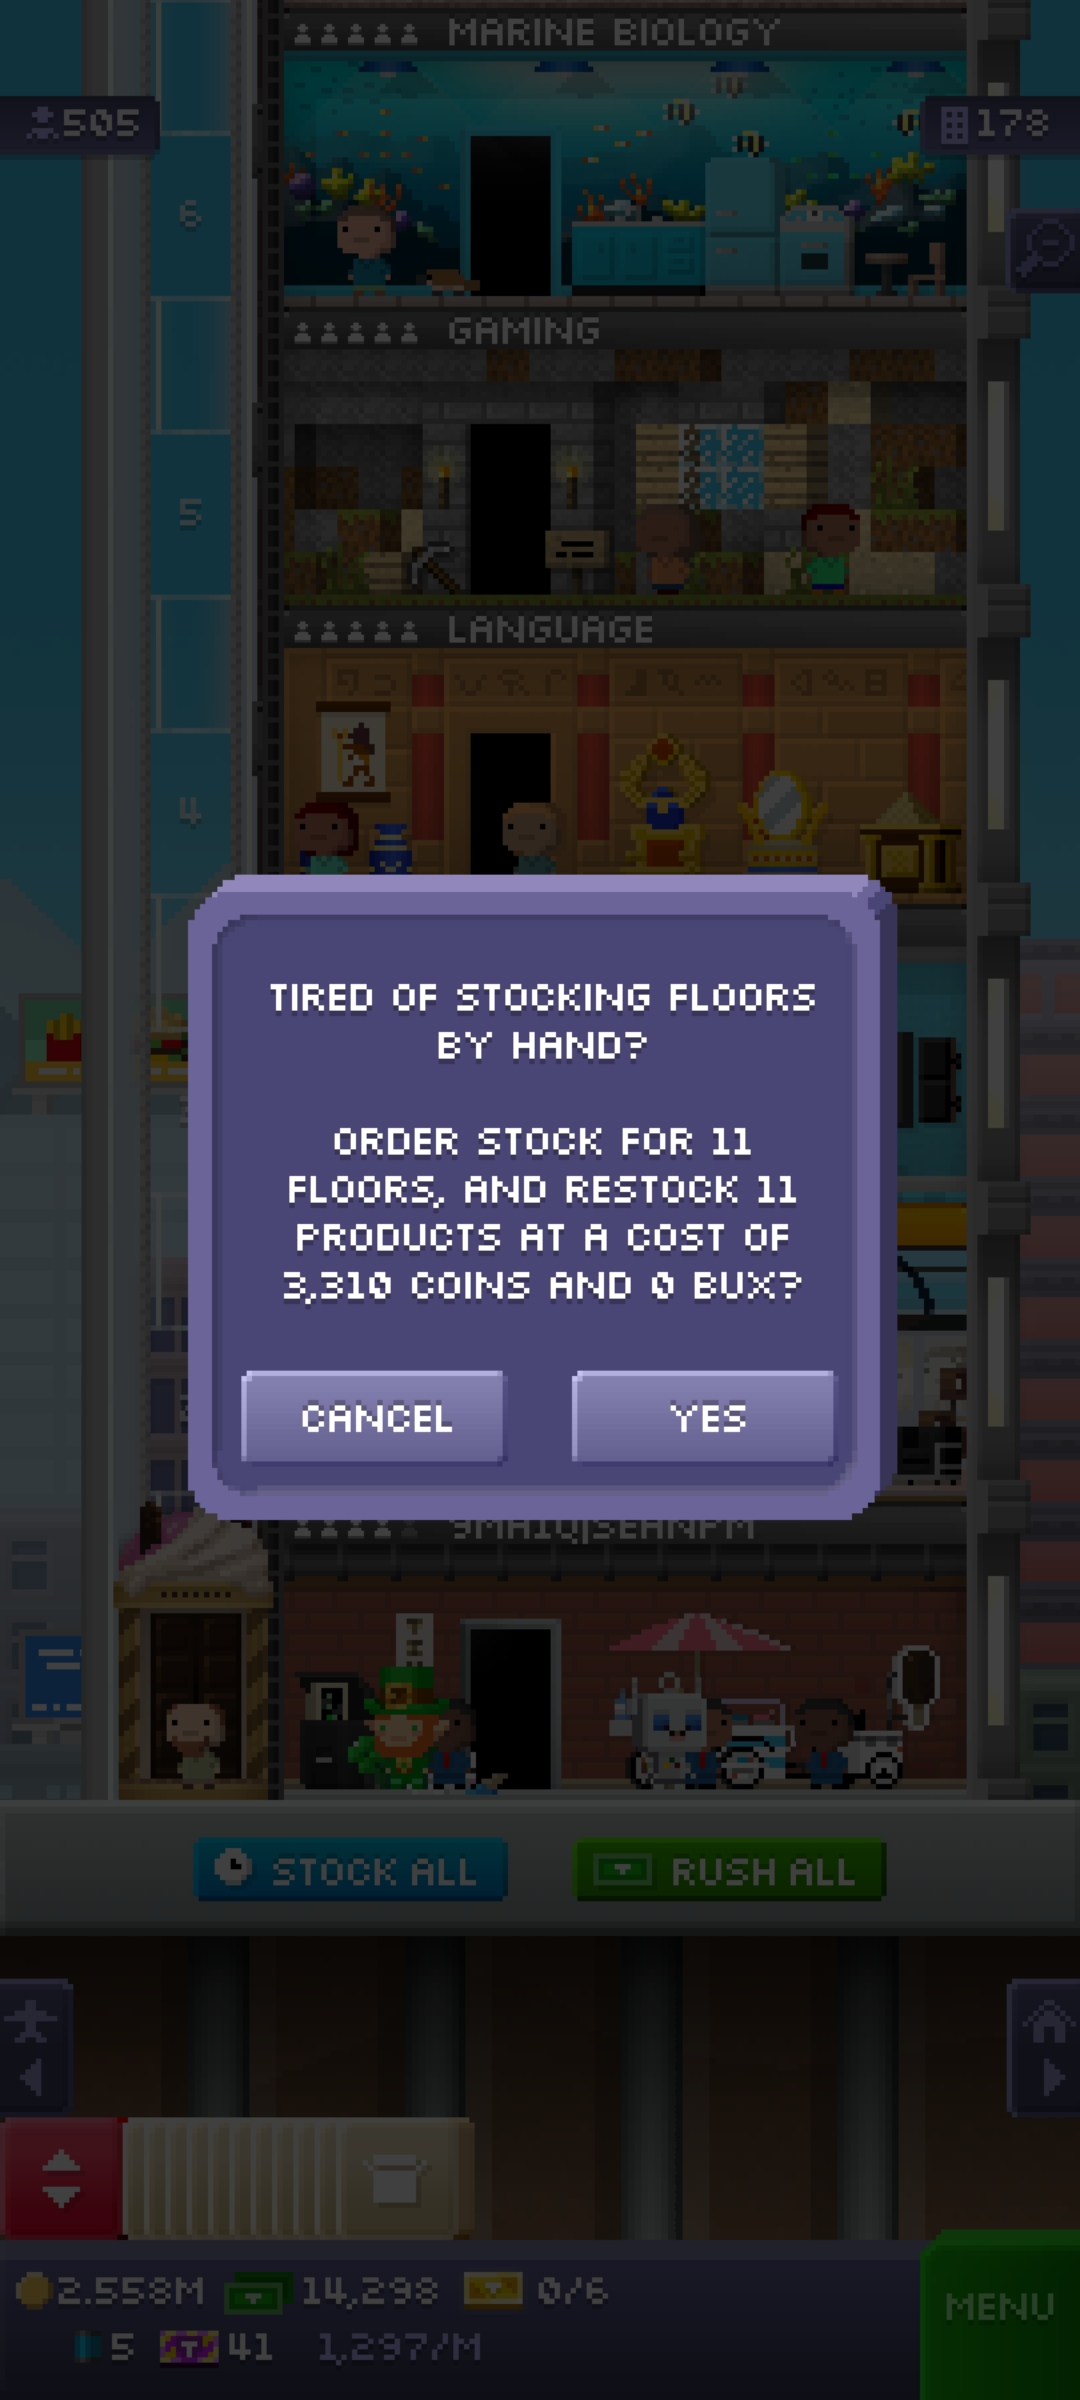 MARINE BIOLOGY
505
178
6
GAMING
5
LANGUAGE
4
TIRED OF STOCKING FLOORS
BY HAND?
ORDER STOCK FOR 11
FLOORS, AND RESTOCK 11
PRODUCTS AT A COST OF
3,310 COINS AND 0 BUX?
CANCEL
YES
STOCK ALL
RUSH ALL
2.558M
14,298
0/6
MENU
5
41
1,297/M